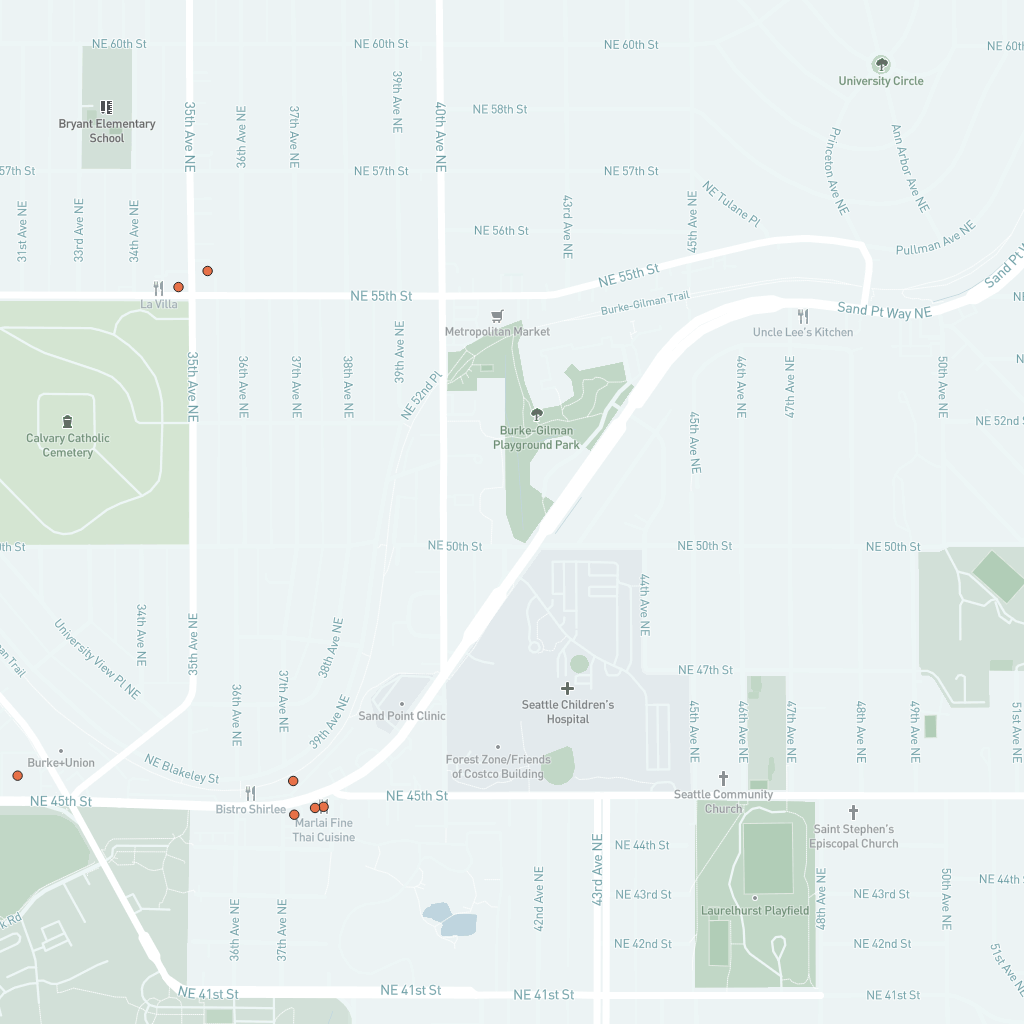 NE 60th St
NE 60th St
NE 60th St
NE 60th
University Circle
39th Ave NE
35th Ave NE
40th Ave NE
36th Ave NE
37th Ave NE
NE 58th St
Bryant Elementary
School
Princeton Ave NE
Ann Arbor Ave NE
57th St
NE 57th St
NE 57th St
NE Tulane Pl
31st Ave NE
33rd Ave NE
34th Ave NE
43rd Ave NE
45th Ave NE
NE 56th St
Pullman Ave NE
Sand Pt W
NE 55th St
NE 55th St
Burke-Gilman Trail
La Villa
Metropolitan Market
Sand Pt Way NE
Uncle Lee's Kitchen
35th Ave NE
36th Ave NE
37th Ave NE
38th Ave NE
39th Ave NE
NE 52nd Pl
46th Ave NE
47th Ave NE
50th Ave NE
45th Ave NE
NE 52nd S
Calvary Catholic
Cemetery
Burke-Gilman
Playground Park
0th St
NE 50th St
NE 50th St
NE 50th St
44th Ave NE
34th Ave NE
35th Ave NE
38th Ave NE
University View Pl NE
an Trail
36th Ave NE
37th Ave NE
39th Ave NE
NE 47th St
Sand Point Clinic
Seattle Children's
Hospital
45th Ave NE
46th Ave NE
47th Ave NE
48th Ave NE
49th Ave NE
51st Ave NE
Burke+Union
NE Blakeley St
Forest Zone/Friends
of Costco Building
NE 45th St
Bistro Shirlee
NE 45th St
Seattle Community
Church
Marlai Fine
Thai Cuisine
Saint Stephen's
Episcopal Church
43rd Ave NE
NE 44th St
42nd Ave NE
NE 43rd St
48th Ave NE
NE 43rd St
50th Ave NE
NE 44th
Laurelhurst Playfield
k Rd
36th Ave NE
37th Ave NE
NE 42nd St
NE 42nd St
51st Ave NE
NE 41st St
NE 41st St
NE 41st St
NE 41st St